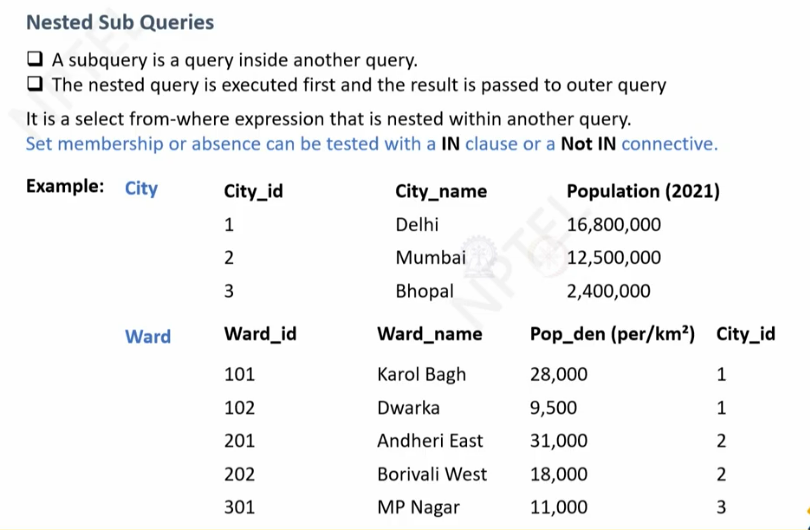 Nested Sub Queries
❑ A subquery is a query inside another query.
❑ The nested query is executed first and the result is passed to outer query
It is a select from-where expression that is nested within another query.
Set membership or absence can be tested with a IN clause or a Not IN connective.
Example: City City_id City_name Population (2021)
1 Delhi 16,800,000
2 Mumbai 12,500,000
3 Bhopal 2,400,000
Ward Ward_id Ward_name Pop_den (per/km²) City_id
101 Karol Bagh 28,000 1
102 Dwarka 9,500 1
201 Andheri East 31,000 2
202 Borivali West 18,000 2
301 MP Nagar 11,000 3
NPTEL
NPTEL